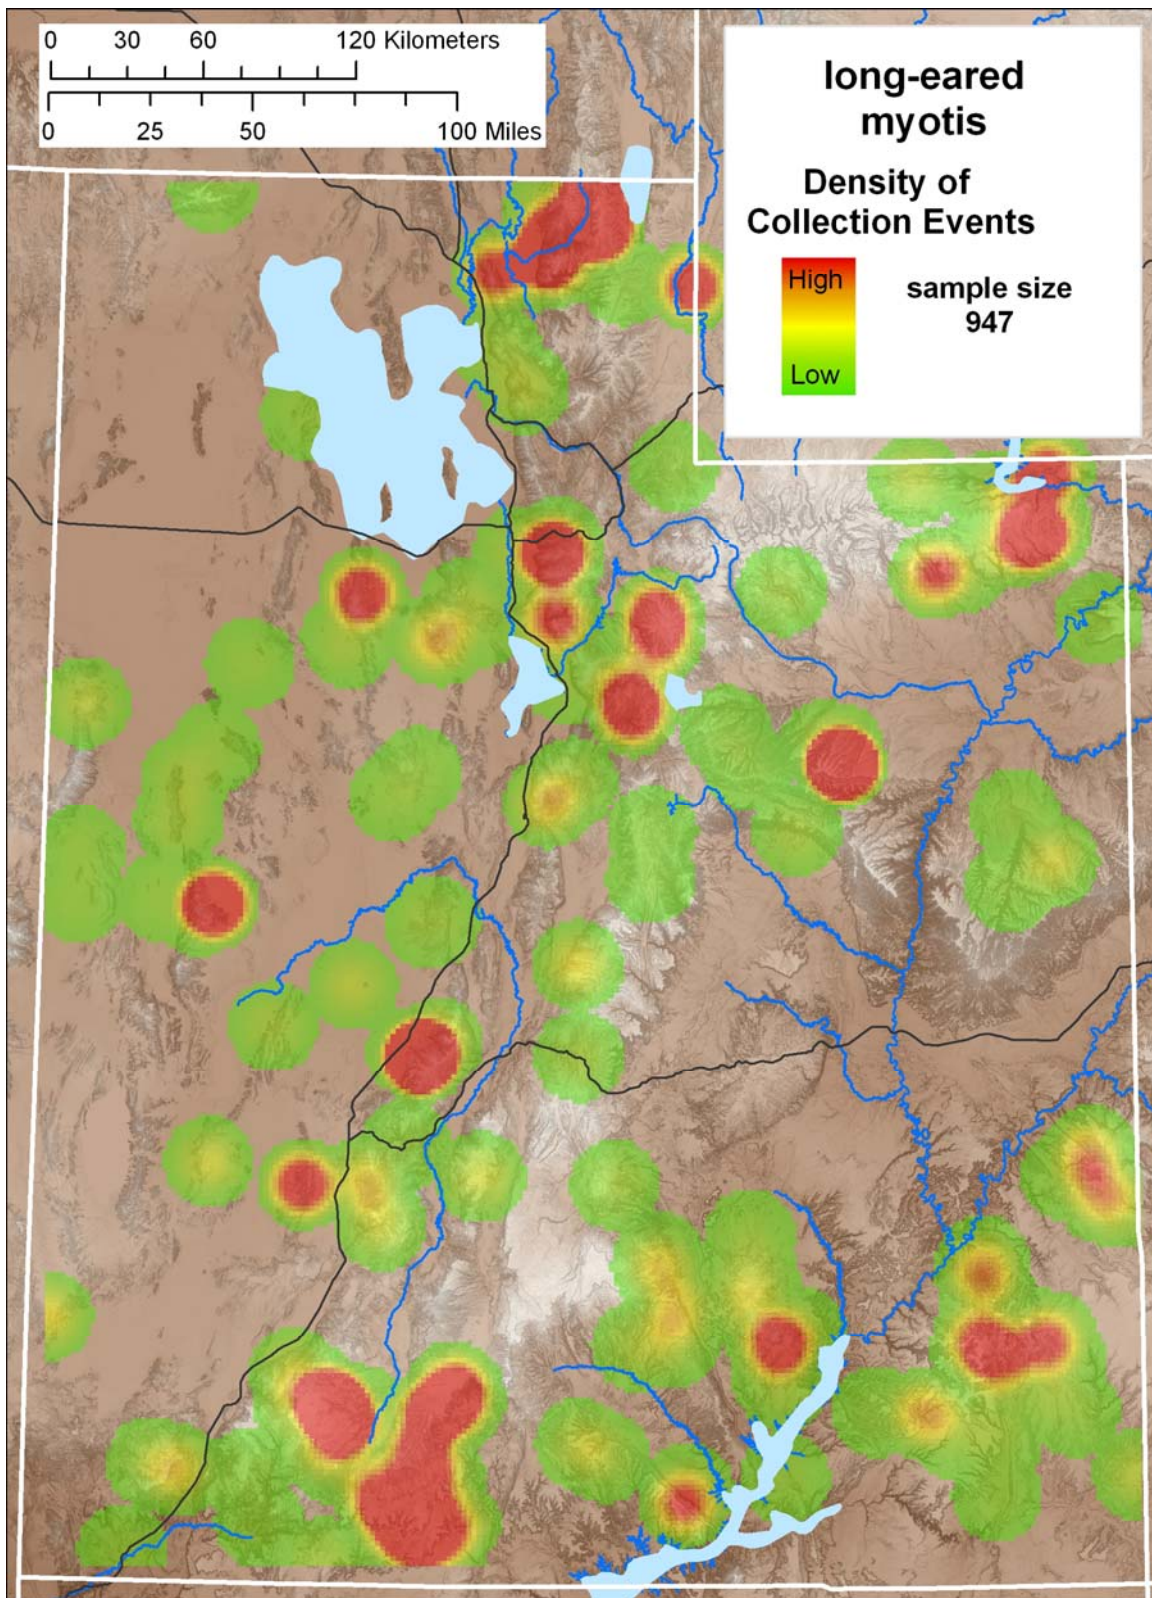 0 30 60 120 Kilometers
0 25 50 100 Miles
long-eared
myotis
Density of
Collection Events
High
Low
sample size
947